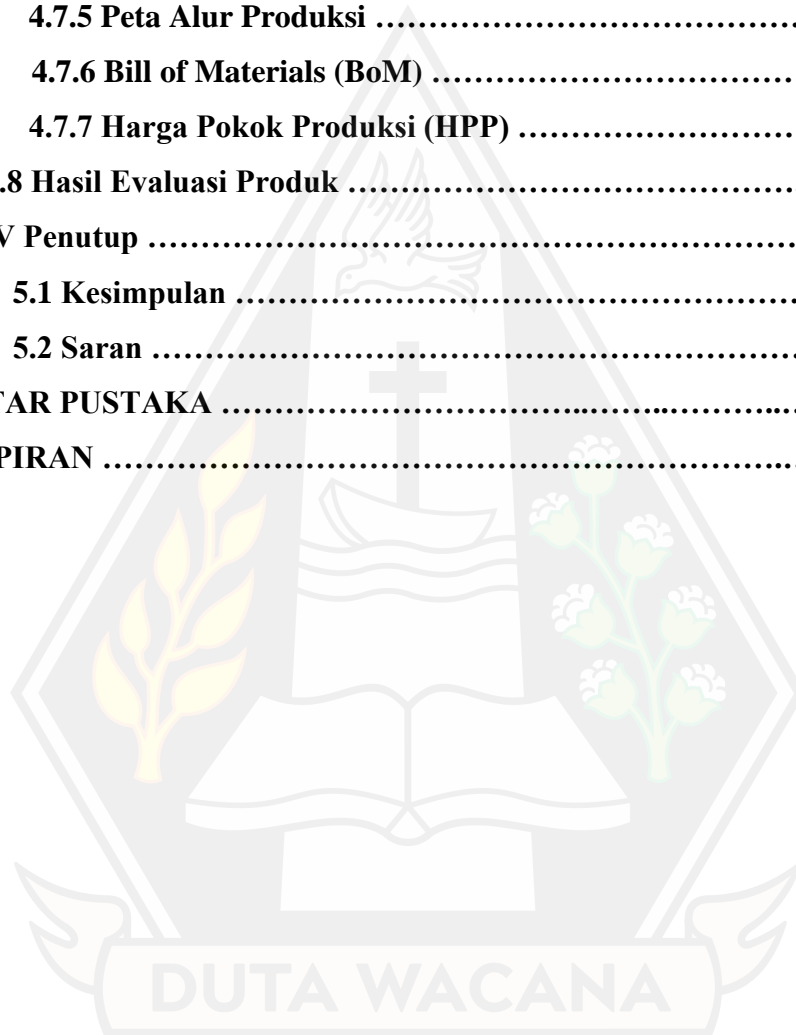 4.7.5 Peta Alur Produksi ……………………………………
4.7.6 Bill of Materials (BoM) ………………………………
4.7.7 Harga Pokok Produksi (HPP) ………………………
.8 Hasil Evaluasi Produk ………………………………………
V Penutup …………………………………………………………
5.1 Kesimpulan …………………………………………………
5.2 Saran …………………………………………………………
TAR PUSTAKA ……………………………...……...………...…
PIRAN ……………………………………………………….…
DUTA WACANA